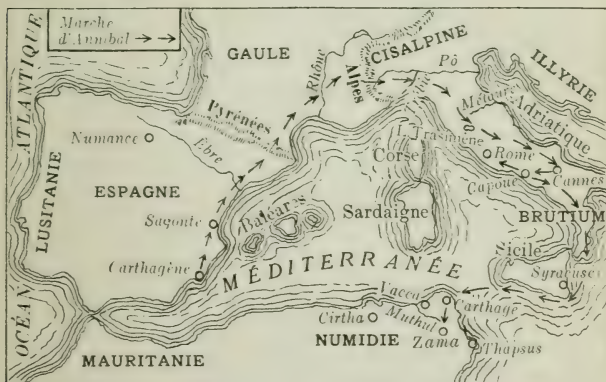 Marche
d'Annibal
ATLANTIQUE
GAULE
CISALPINE
ILLYRIE
Rhône
Alpes
Pô
Métaure
Adriatique
Pyrénées
Numance
Èbre
L. Trasimène
Corse
Rome
Capoue
Cannes
LUSITANIE
ESPAGNE
Sagonte
Baléares
Sardaigne
BRUTIUM
Sicile
Syracuse
Carthagène
MÉDITERRANÉE
Vacca
Carthage
OCÉAN
Cirtha
Muthul
MAURITANIE
NUMIDIE
Zama
Thapsus